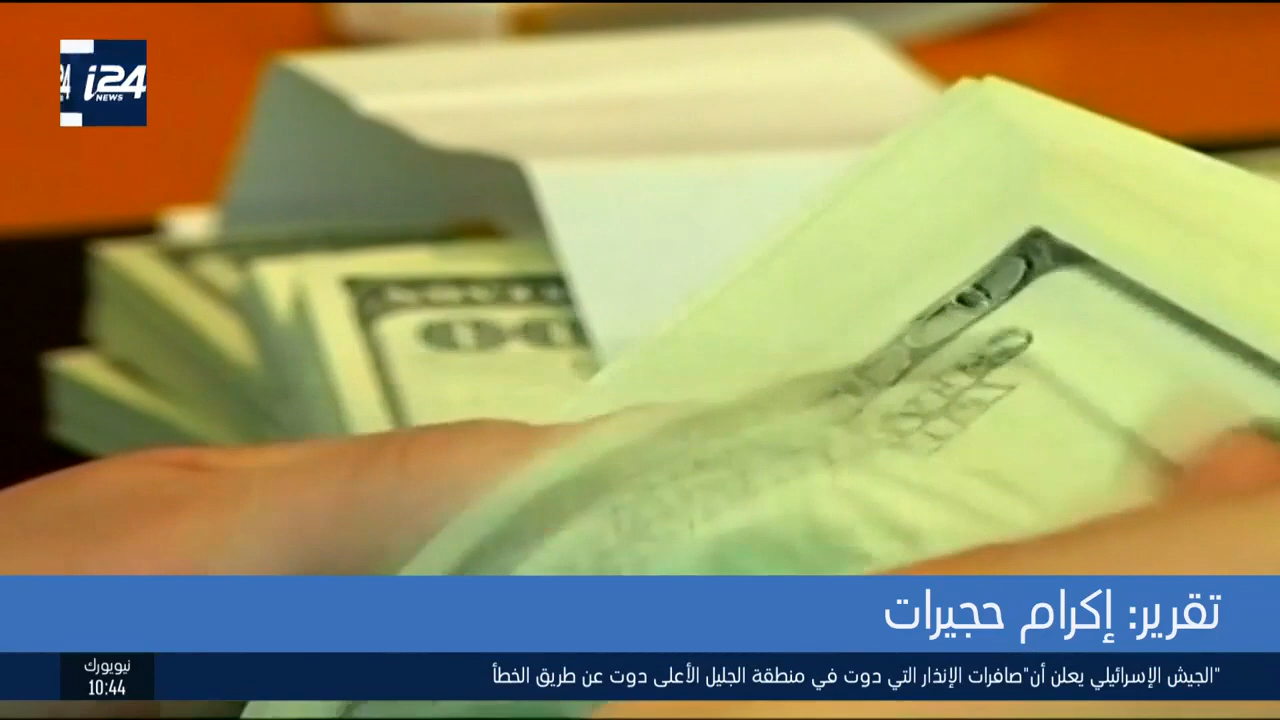 i24
NEWS
تقرير: إكرام حجيرات
نيويورك
10:44
"الجيش الإسرائيلي يعلن أن"صافرات الإنذار التي دوت في منطقة الجليل الأعلى دوت عن طريق الخطأ